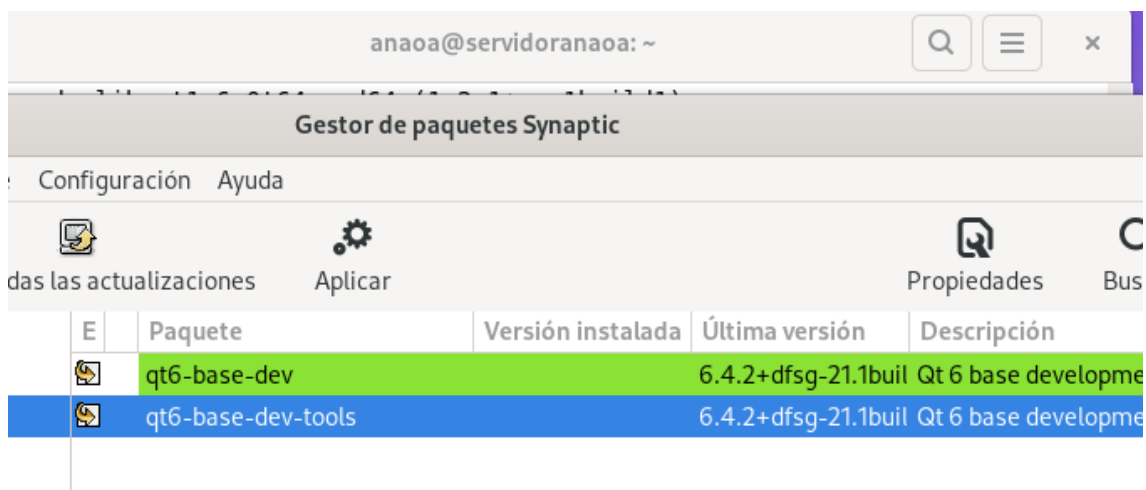 anaoa@servidoranaoa: ~
Gestor de paquetes Synaptic
Configuración Ayuda
das las actualizaciones Aplicar Propiedades Bus
E Paquete Versión instalada Última versión Descripción
qt6-base-dev 6.4.2+dfsg-21.1buil Qt 6 base developme
qt6-base-dev-tools 6.4.2+dfsg-21.1buil Qt 6 base developme